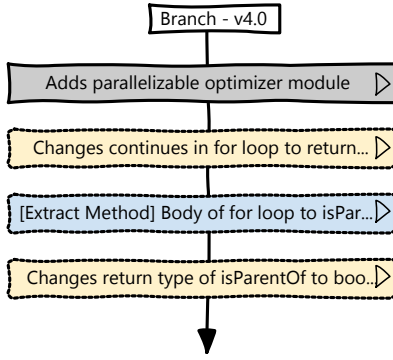 Branch - v4.0
Adds parallelizable optimizer module
Changes continues in for loop to return...
[Extract Method] Body of for loop to isPar...
Changes return type of isParentOf to boo...